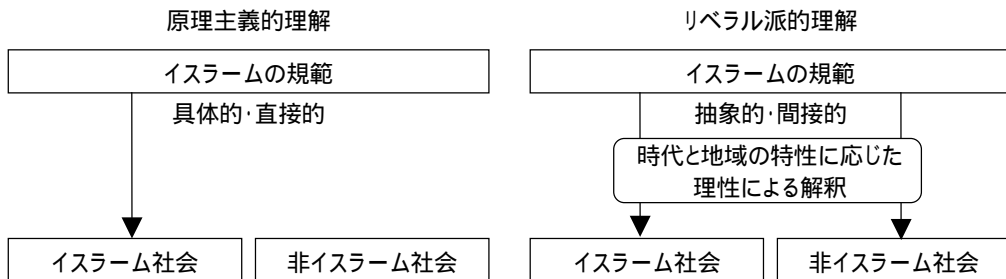 原理主義的理解
イスラームの規範
具体的・直接的
イスラーム社会
非イスラーム社会
リベラル派的理解
イスラームの規範
抽象的・間接的
時代と地域の特性に応じた
理性による解釈
イスラーム社会
非イスラーム社会